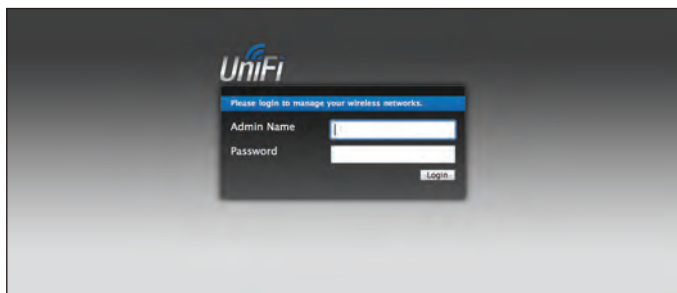 UniFi
Please login to manage your wireless networks.
Admin Name
Password
Login